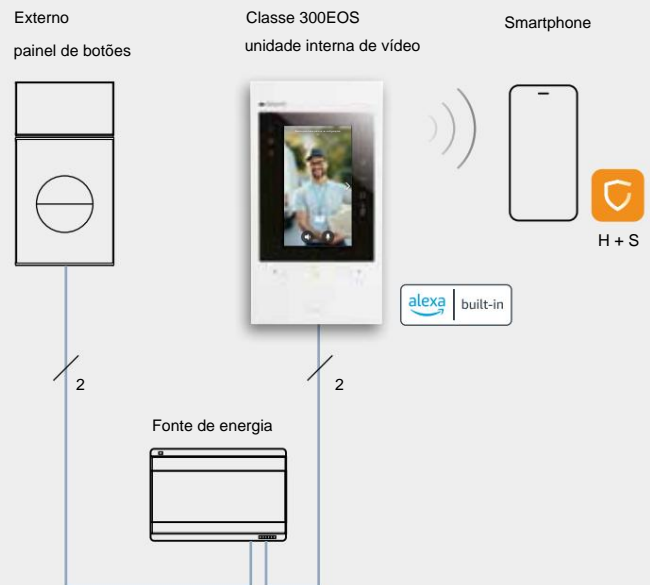 Externo
painel de botões
Classe 300EOS
unidade interna de vídeo
Smartphone
H + S
alexa built-in
2
2
Fonte de energia